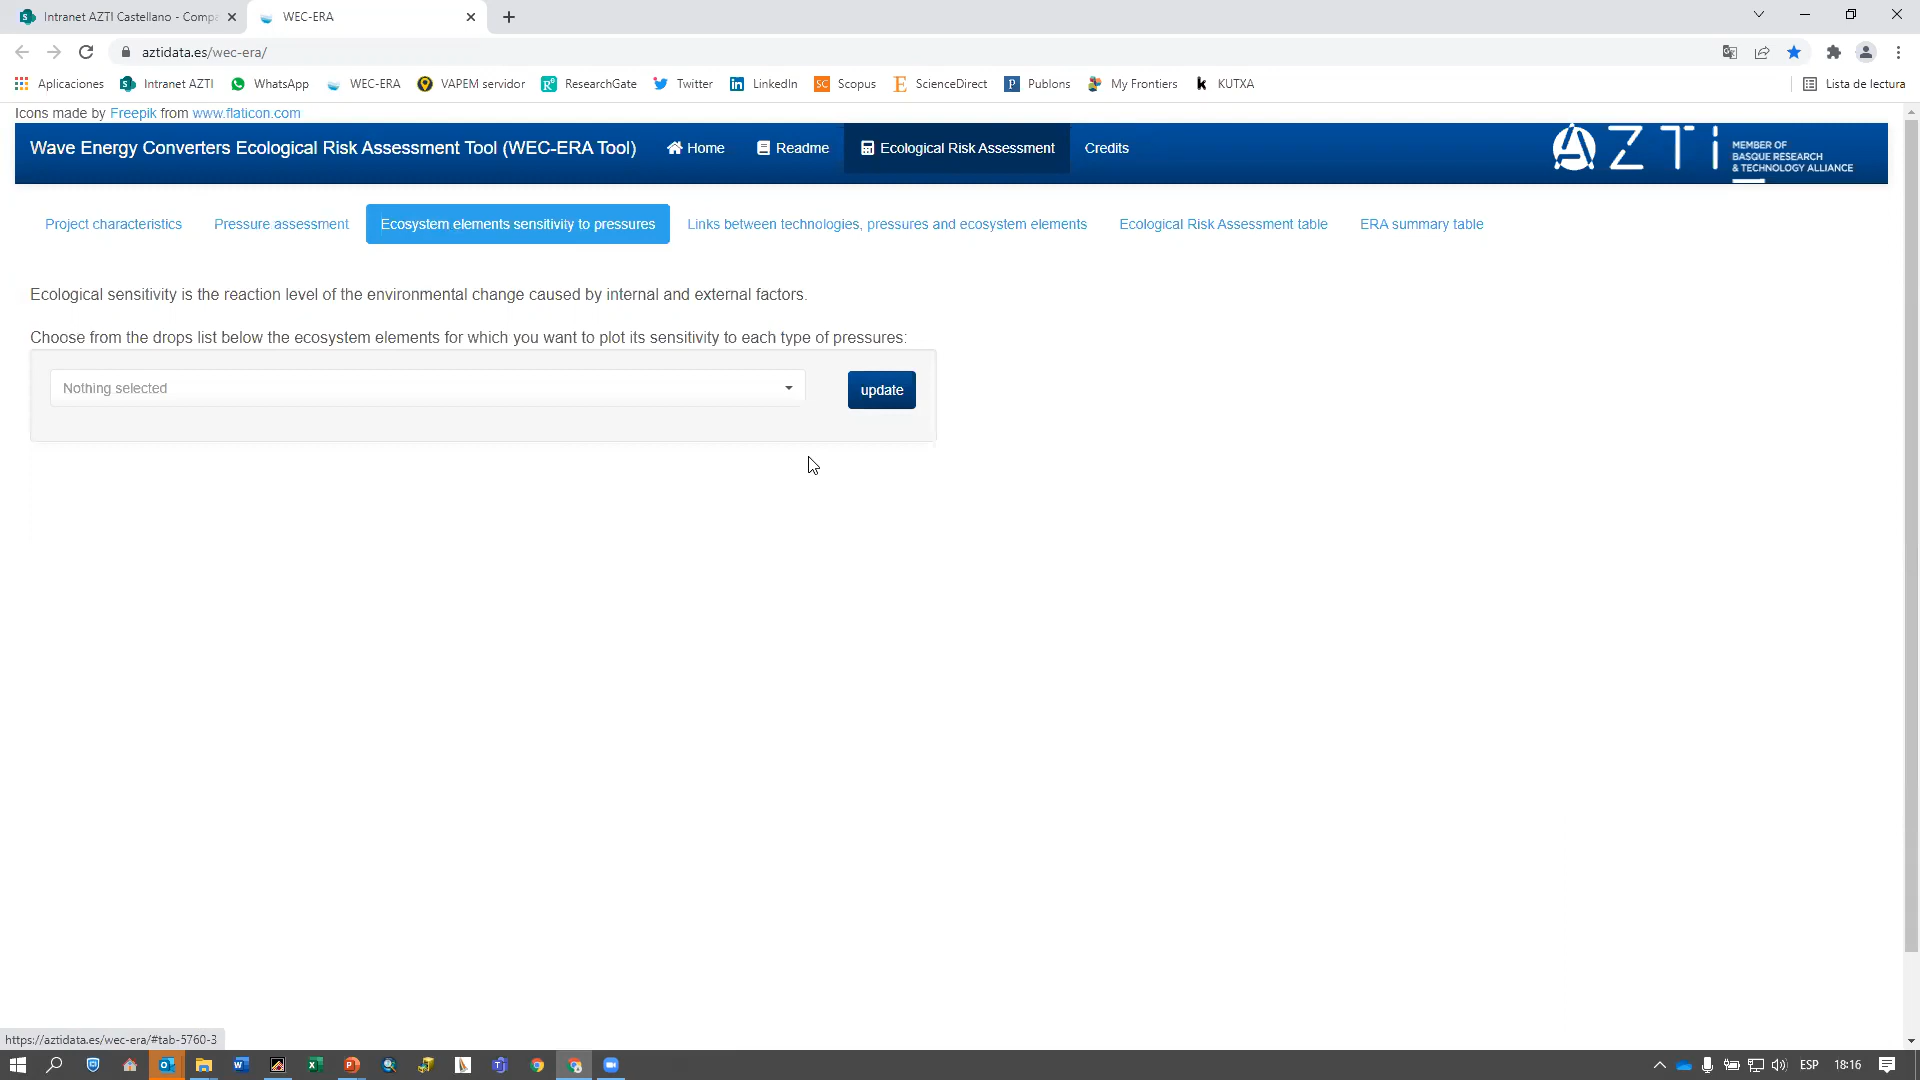 Intranet AZTI Castellano - Comp
WEC-ERA
aztidata.es/wec-era/
Aplicaciones Intranet AZTI WhatsApp WEC-ERA VAPEM servidor ResearchGate Twitter LinkedIn Scopus ScienceDirect Publons My Frontiers KUTXA Lista de lectura
Icons made by Freepik from www.flaticon.com
Wave Energy Converters Ecological Risk Assessment Tool (WEC-ERA Tool) Home Readme Ecological Risk Assessment Credits
AZTi
MEMBER OF
BASQUE RESEARCH
& TECHNOLOGY ALLIANCE
Project characteristics Pressure assessment Ecosystem elements sensitivity to pressures Links between technologies, pressures and ecosystem elements Ecological Risk Assessment table ERA summary table
Ecological sensitivity is the reaction level of the environmental change caused by internal and external factors.
Choose from the drops list below the ecosystem elements for which you want to plot its sensitivity to each type of pressures:
Nothing selected
update
https://aztidata.es/wec-era/#tab-5760-3
ESP 18:16